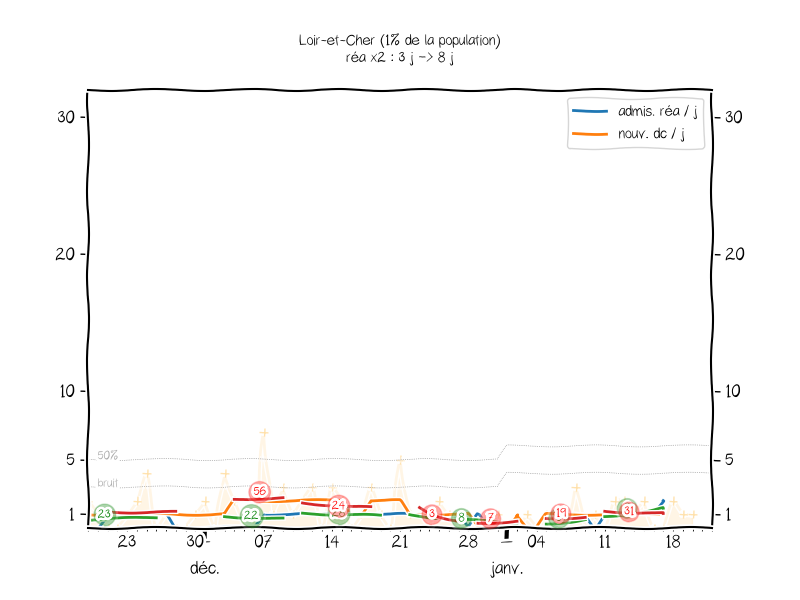 Loir-et-Cher (1% de la population)
réa x2 : 3 j -> 8 j
admis. réa / j
nouv. dc / j
30 30
20 20
10 10
50%
5 5
bruit
1 1
23 22 56 24 3 8 7 19 31
23 30 07 14 21 28 04 11 18
déc. janv.